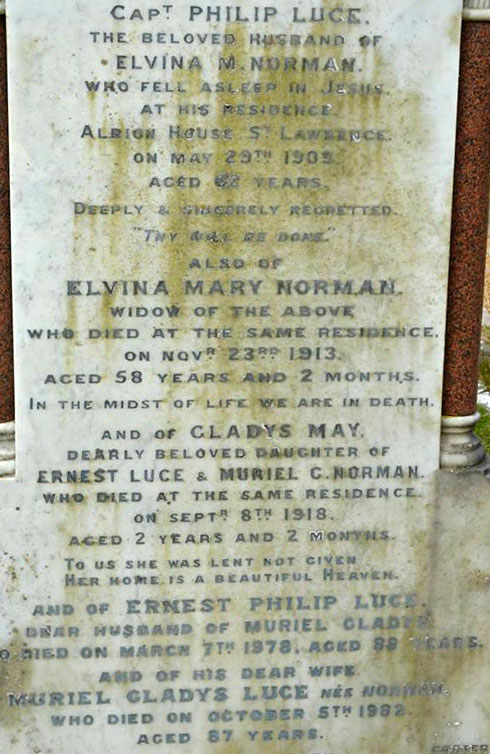 CAPT PHILIP LUCE.
THE BELOVED HUSBAND OF
ELVINA M. NORMAN.
WHO FELL ASLEEP IN JESUS.
AT HIS RESIDENCE.
ALBION HOUSE ST LAWRENCE.
ON MAY 29TH 1909.
AGED YEARS.
DEEPLY & SINCERELY REGRETTED.
"THY WILL BE DONE."
ALSO OF
ELVINA MARY NORMAN.
WIDOW OF THE ABOVE
WHO DIED AT THE SAME RESIDENCE.
ON NOVR 23RD 1913.
AGED 58 YEARS AND 2 MONTHS.
IN THE MIDST OF LIFE WE ARE IN DEATH.
AND OF GLADYS MAY.
DEARLY BELOVED DAUGHTER OF
ERNEST LUCE & MURIEL G. NORMAN.
WHO DIED AT THE SAME RESIDENCE.
ON SEPTR 8TH 1918.
AGED 2 YEARS AND 2 MONTHS.
TO US SHE WAS LENT NOT GIVEN
HER HOME IS A BEAUTIFUL HEAVEN.
AND OF ERNEST PHILIP LUCE.
DEAR HUSBAND OF MURIEL GLADYS
DIED ON MARCH 7TH 1978, AGED 89 YEARS.
AND OF HIS DEAR WIFE
MURIEL GLADYS LUCE NÉE NORMAN.
WHO DIED ON OCTOBER 5TH 1982
AGED 87 YEARS.
CARTER